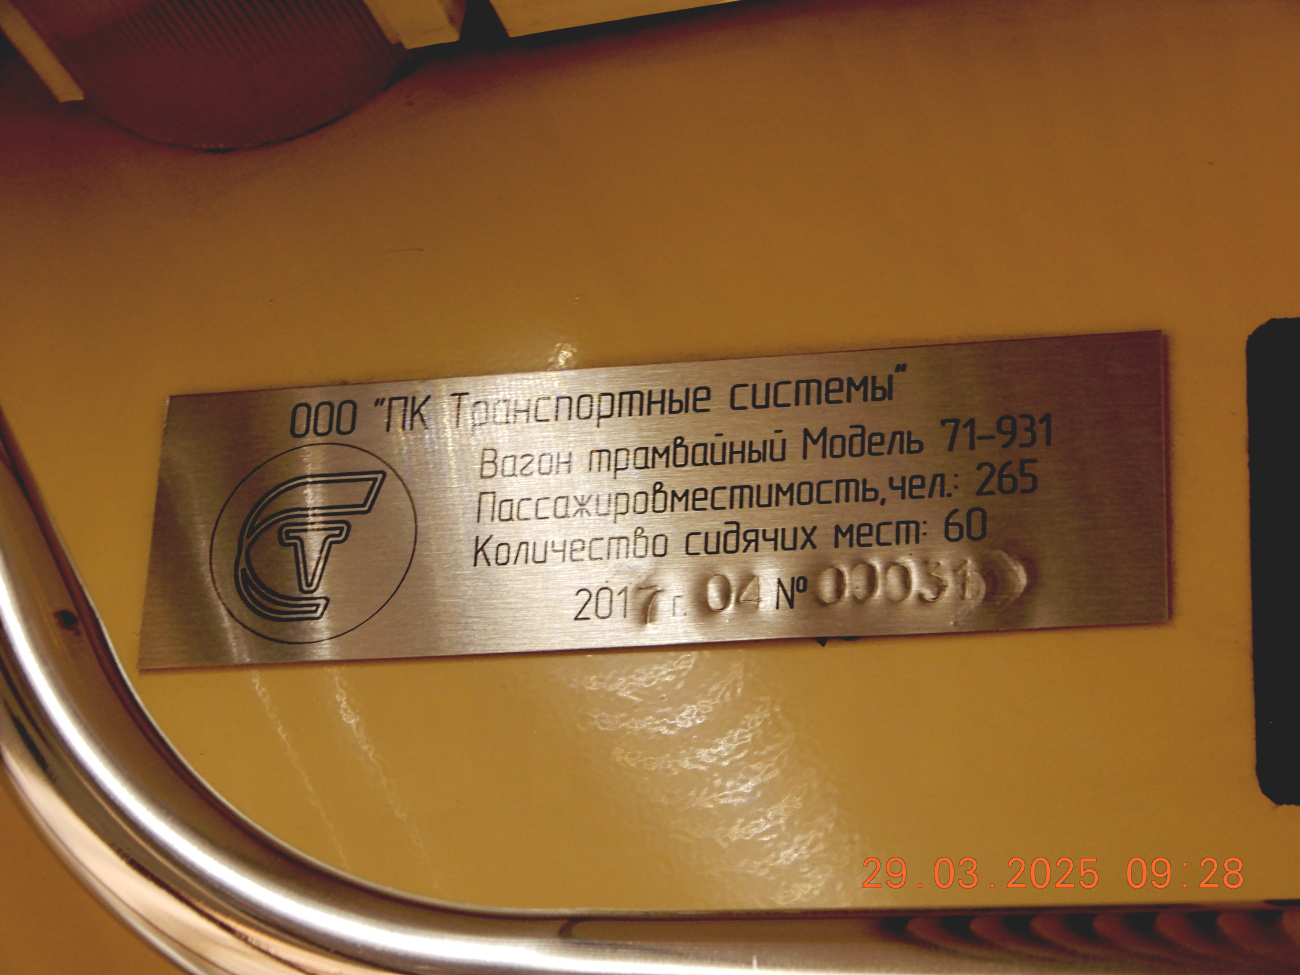 ООО "ПК Транспортные системы"
Вагон трамвайный Модель 71-931
Пассажировместимость,чел.: 265
Количество сидячих мест: 60
2017 г. 04 №
29.03.2025 09:28